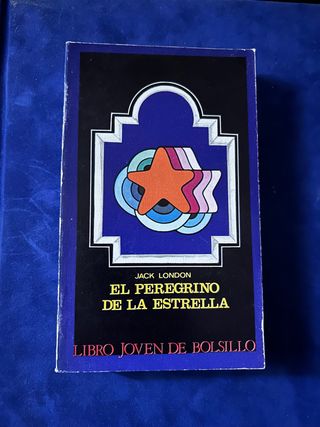 JACK LONDON
EL PEREGRINO
DE LA ESTRELLA
LIBRO JOVEN DE BOLSILLO